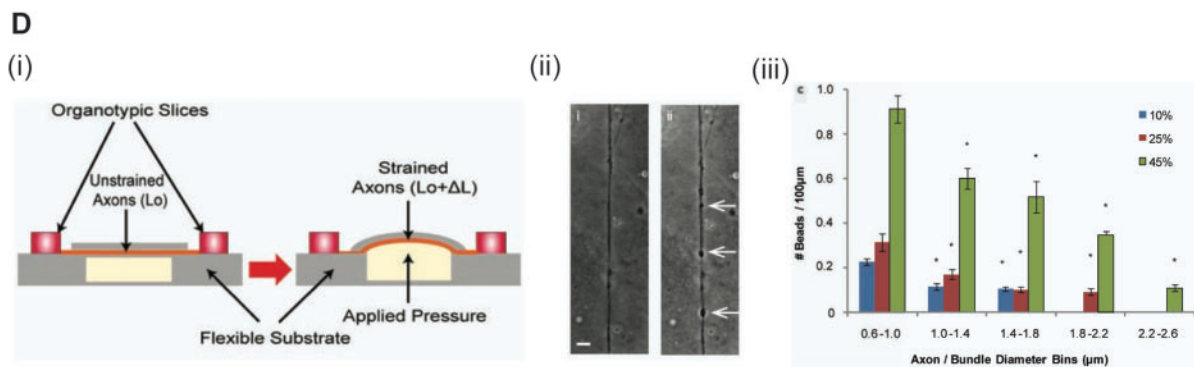 D
(i)
Organotypic Slices
Unstrained
Axons (Lo)
Strained
Axons (Lo+ΔL)
Applied Pressure
Flexible Substrate
(ii)
i
ii
(iii)
c
1.0
0.8
0.6
0.4
0.2
0
# Beads / 100µm
10%
25%
45%
*
*
*
*
*
*
*
*
*
*
0.6 -1.0
1.0 -1.4
1.4 -1.8
1.8 -2.2
2.2 -2.6
Axon / Bundle Diameter Bins (µm)